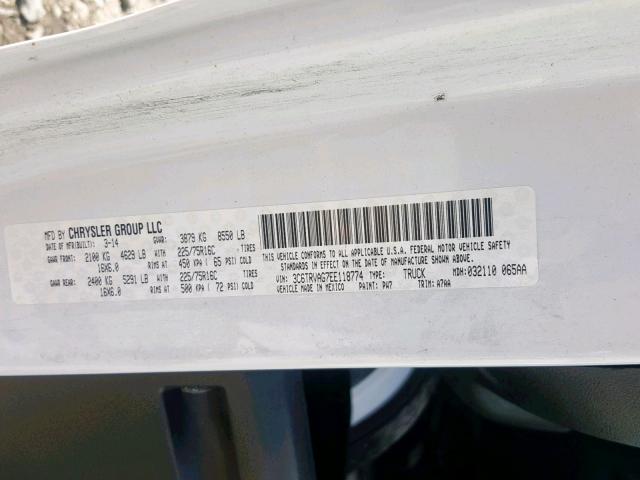 MFD BY CHRYSLER GROUP LLC
DATE OF MFR(BUILT): 3-14 GVWR: 3879 KG 8550 LB
GAWR FRONT: 2100 KG 4629 LB WITH 225/75R16C TIRES
16X6.0 RIMS AT 450 KPA ( 65 PSI) COLD
GAWR REAR: 2400 KG 5291 LB WITH 225/75R16C TIRES
16X6.0 RIMS AT 500 KPA ( 72 PSI) COLD
THIS VEHICLE CONFORMS TO ALL APPLICABLE U.S.A. FEDERAL MOTOR VEHICLE SAFETY
STANDARDS IN EFFECT ON THE DATE OF MANUFACTURE SHOWN ABOVE.
VIN: 3C6TRVAG7EE118774 TYPE: TRUCK MDH: 032110 065AA
VEHICLE MADE IN MEXICO PAINT: PW7 TRIM: A7AA